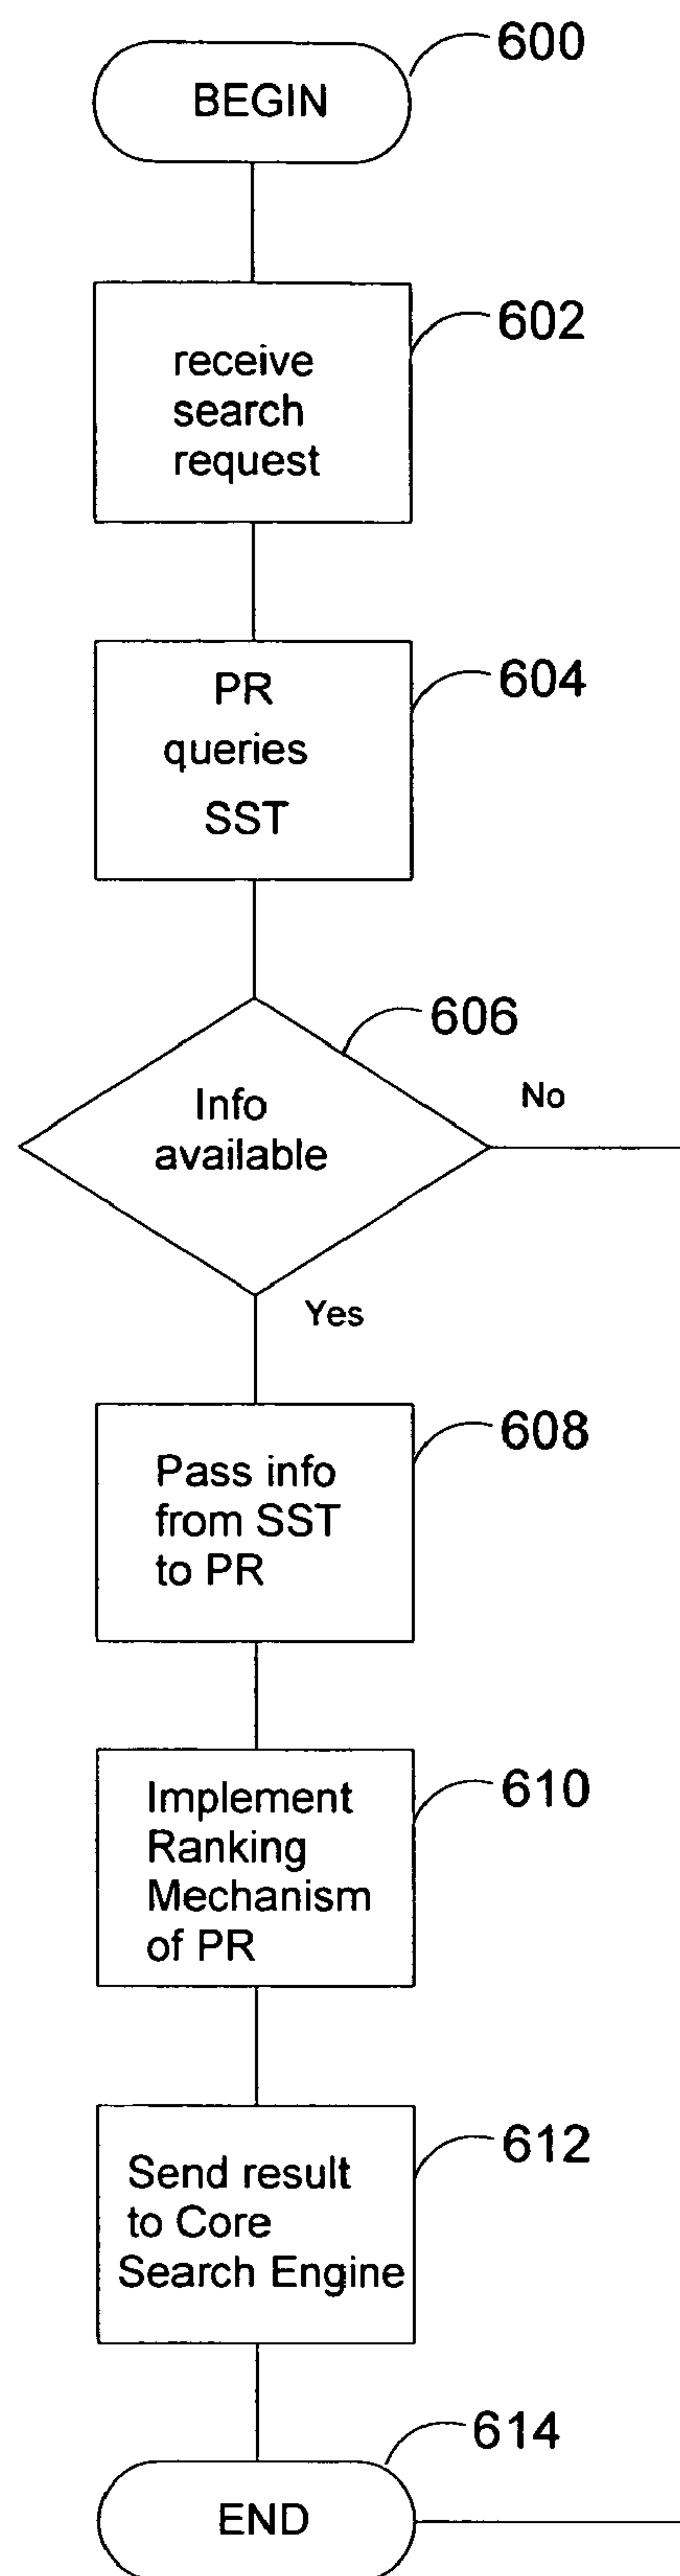 600
BEGIN
602
receive
search
request
604
PR
queries
SST
606
Info
available
No
Yes
608
Pass info
from SST
to PR
610
Implement
Ranking
Mechanism
of PR
612
Send result
to Core
Search Engine
614
END